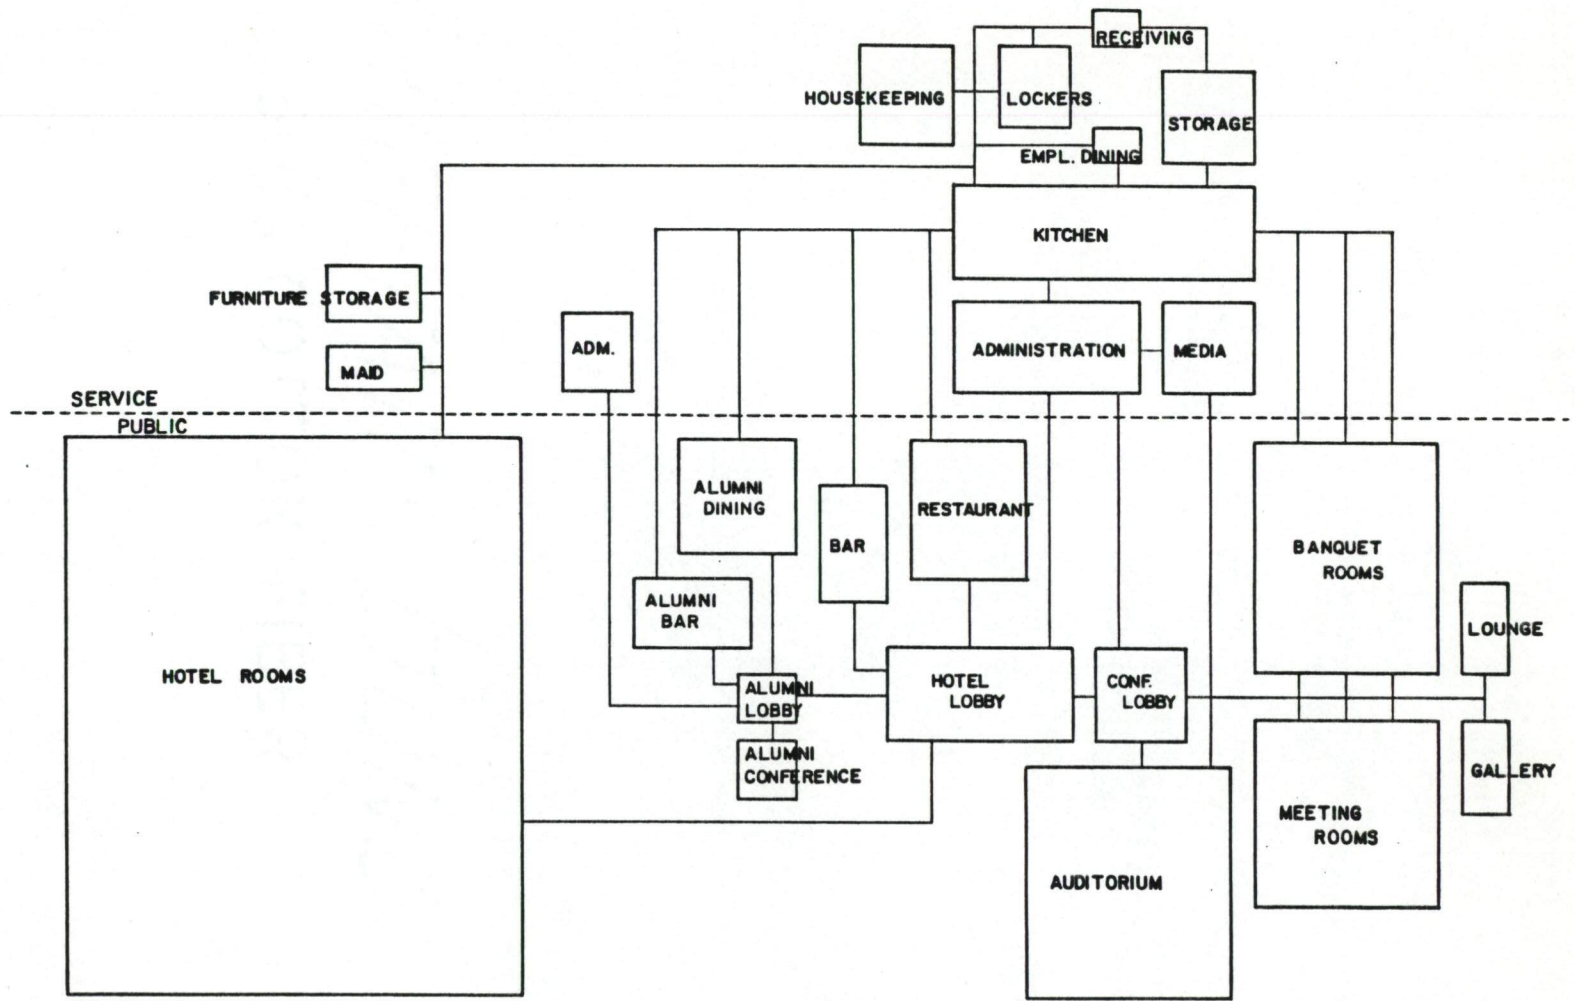 RECEIVING
HOUSEKEEPING
LOCKERS
STORAGE
EMPL. DINING
KITCHEN
FURNITURE STORAGE
ADM.
ADMINISTRATION
MEDIA
MAID
SERVICE
PUBLIC
ALUMNI
DINING
RESTAURANT
BAR
BANQUET
ROOMS
ALUMNI
BAR
LOUNGE
HOTEL ROOMS
ALUMNI
LOBBY
HOTEL
LOBBY
CONF.
LOBBY
ALUMNI
CONFERENCE
GALLERY
MEETING
ROOMS
AUDITORIUM